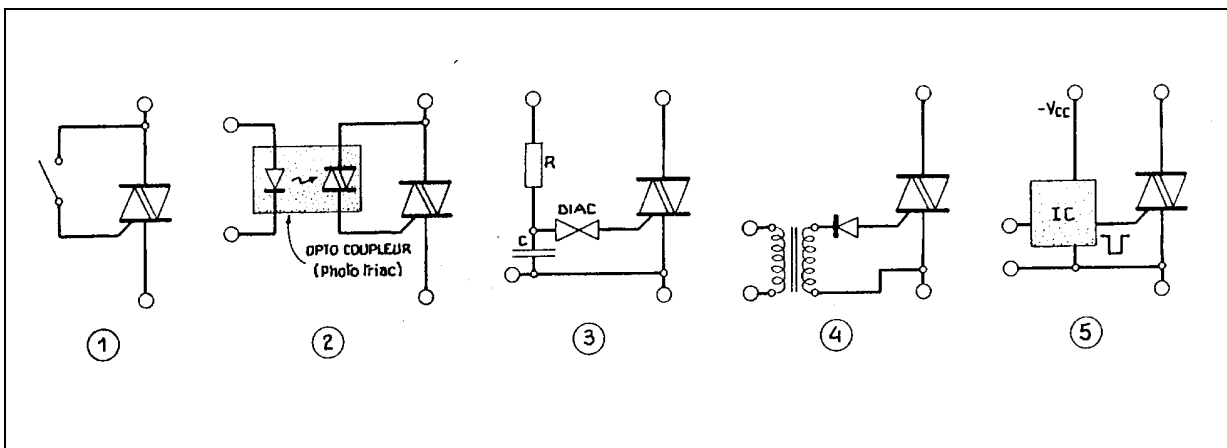 OPTO COUPLEUR
(Photo triac)
R
C
DIAC
-Vcc
IC
1
2
3
4
5